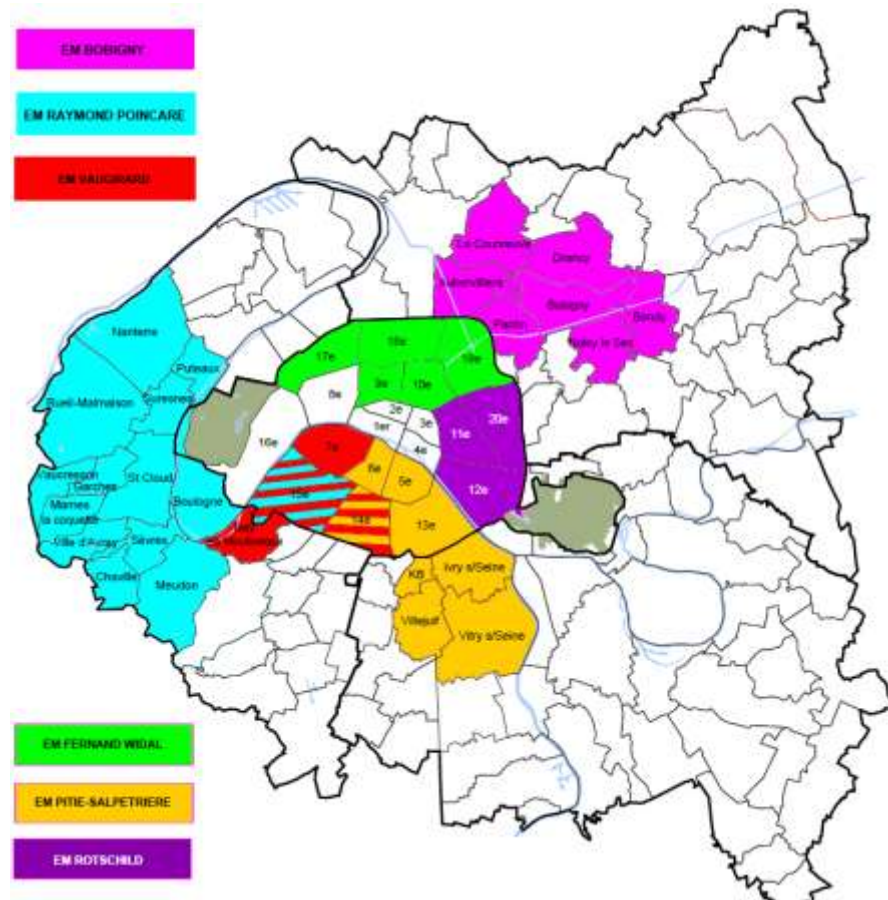 EM BOBIGNY
EM RAYMOND POINCARE
EM VAUGIRARD
La Courneuve
Drancy
Aubervilliers
Bobigny
Nanterre
Pantin
Bondy
Noisy le Sec
17e
18e
19e
Puteaux
Rueil-Malmaison
Suresnes
8e
9e
10e
2e
3e
20e
16e
1er
4e
11e
7e
Vaucresson
St Cloud
Garches
6e
5e
12e
Marnes
la coquette
Boulogne
15e
14e
13e
Ville d'Avray
Sèvres
Chaville
Meudon
KB
Ivry s/Seine
Villejuif
Vitry s/Seine
EM FERNAND WIDAL
EM PITIE-SALPETRIERE
EM ROTSCHILD